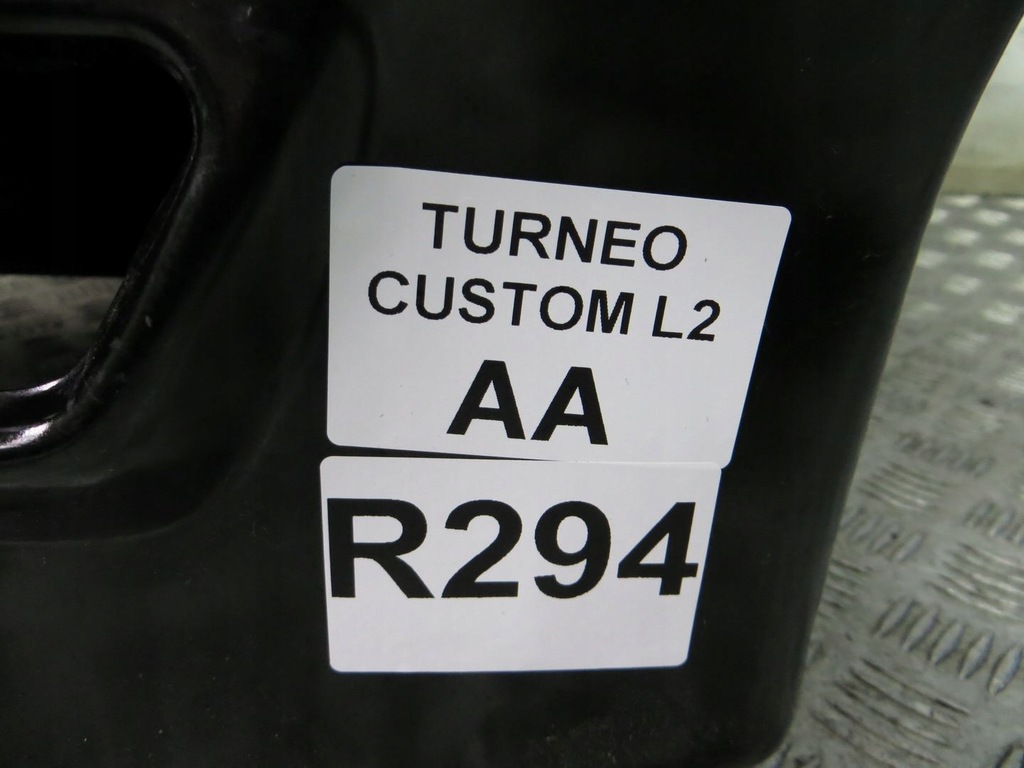 TURNEO
CUSTOM L2
AA
R294